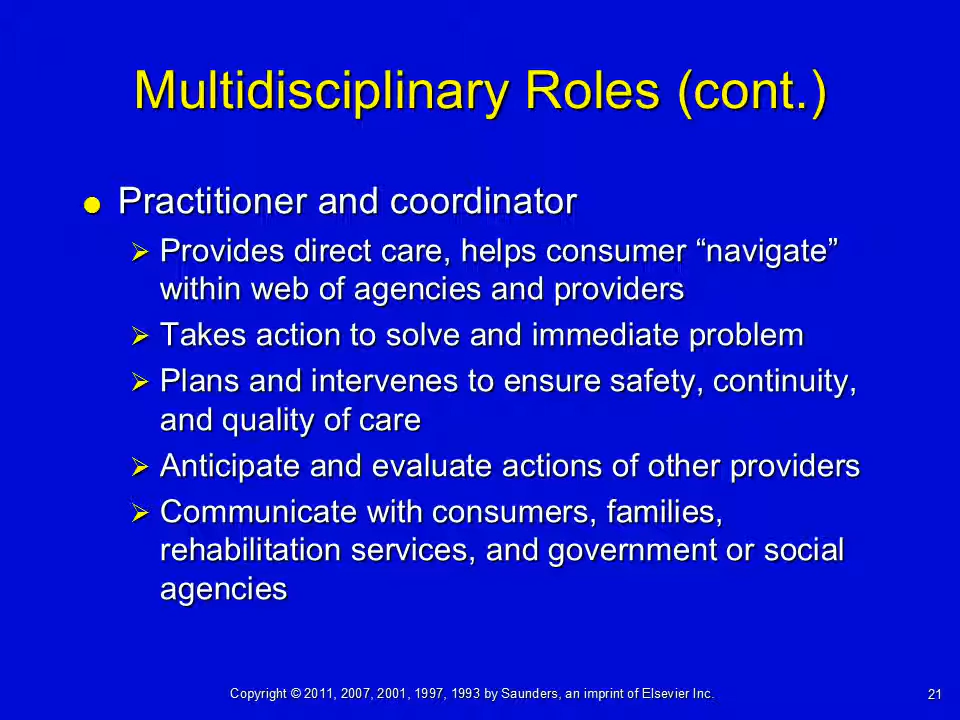 Multidisciplinary Roles (cont.)
● Practitioner and coordinator
➢ Provides direct care, helps consumer “navigate”
within web of agencies and providers
➢ Takes action to solve and immediate problem
➢ Plans and intervenes to ensure safety, continuity,
and quality of care
➢ Anticipate and evaluate actions of other providers
➢ Communicate with consumers, families,
rehabilitation services, and government or social
agencies
Copyright © 2011, 2007, 2001, 1997, 1993 by Saunders, an imprint of Elsevier Inc.
21